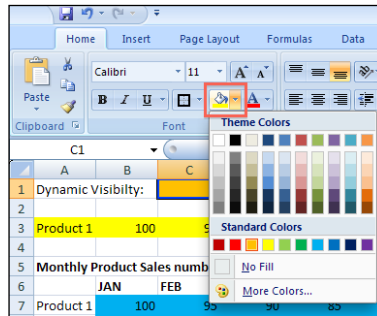 Home Insert Page Layout Formulas Data
Calibri 11 A A
Paste B I U A
Clipboard Font
Theme Colors
C1
A B C
1 Dynamic Visibilty:
2
3 Product 1 100
Standard Colors
4
No Fill
5 Monthly Product Sales numb
More Colors...
6 JAN FEB
7 Product 1 100 95 90 85